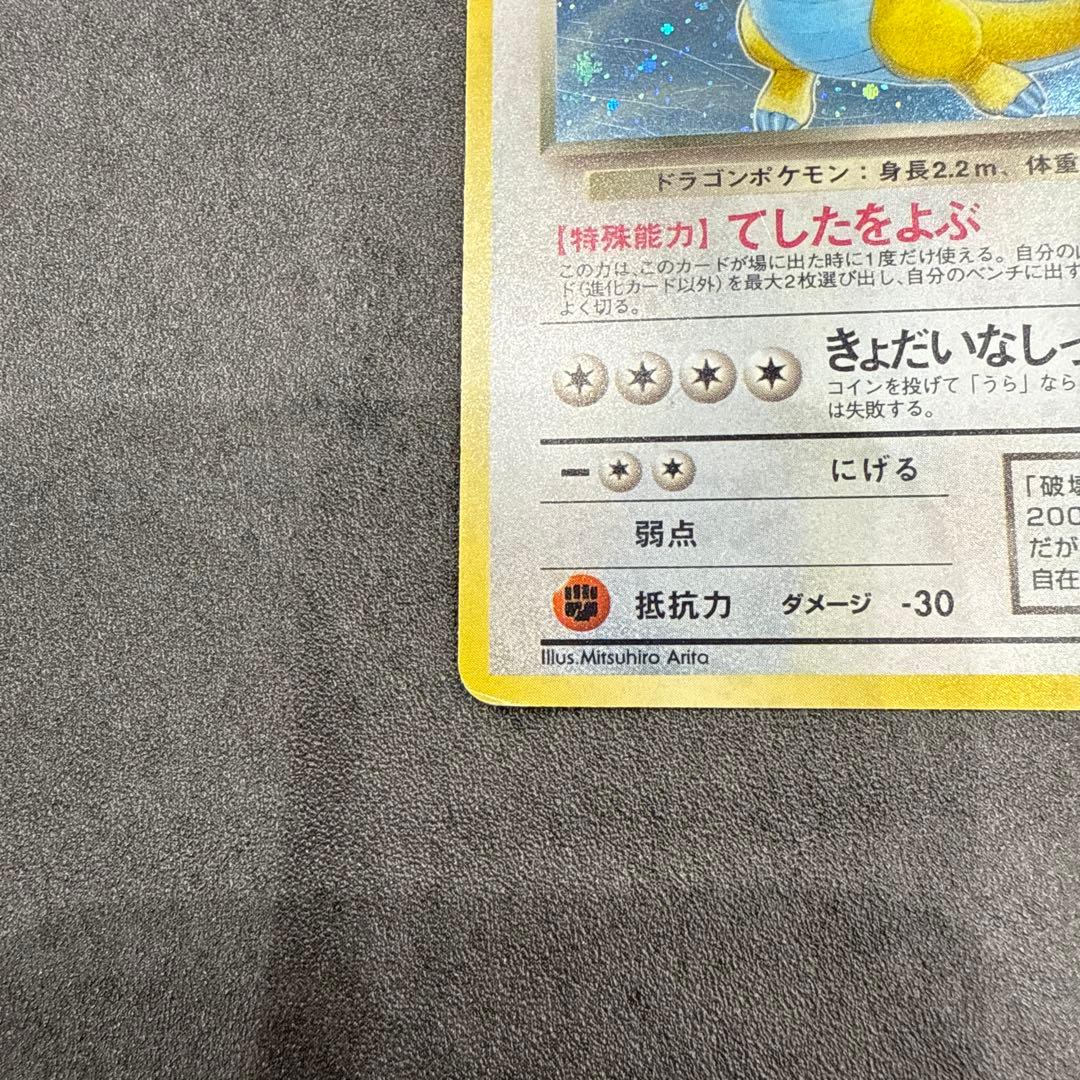 ドラゴンポケモン：身長2.2m、体重
【特殊能力】 てしたをよぶ
この力は、このカードが場に出た時に1度だけ使える。自分の
ド（進化カード以外）を最大2枚選び出し、自分のベンチに出す
よく切る。
きょだいなしっ
コインを投げて「うら」なら
は失敗する。
ー にげる
弱点
抵抗力 ダメージ -30
「破壊
200
だが
自在
Illus.Mitsuhiro Arita